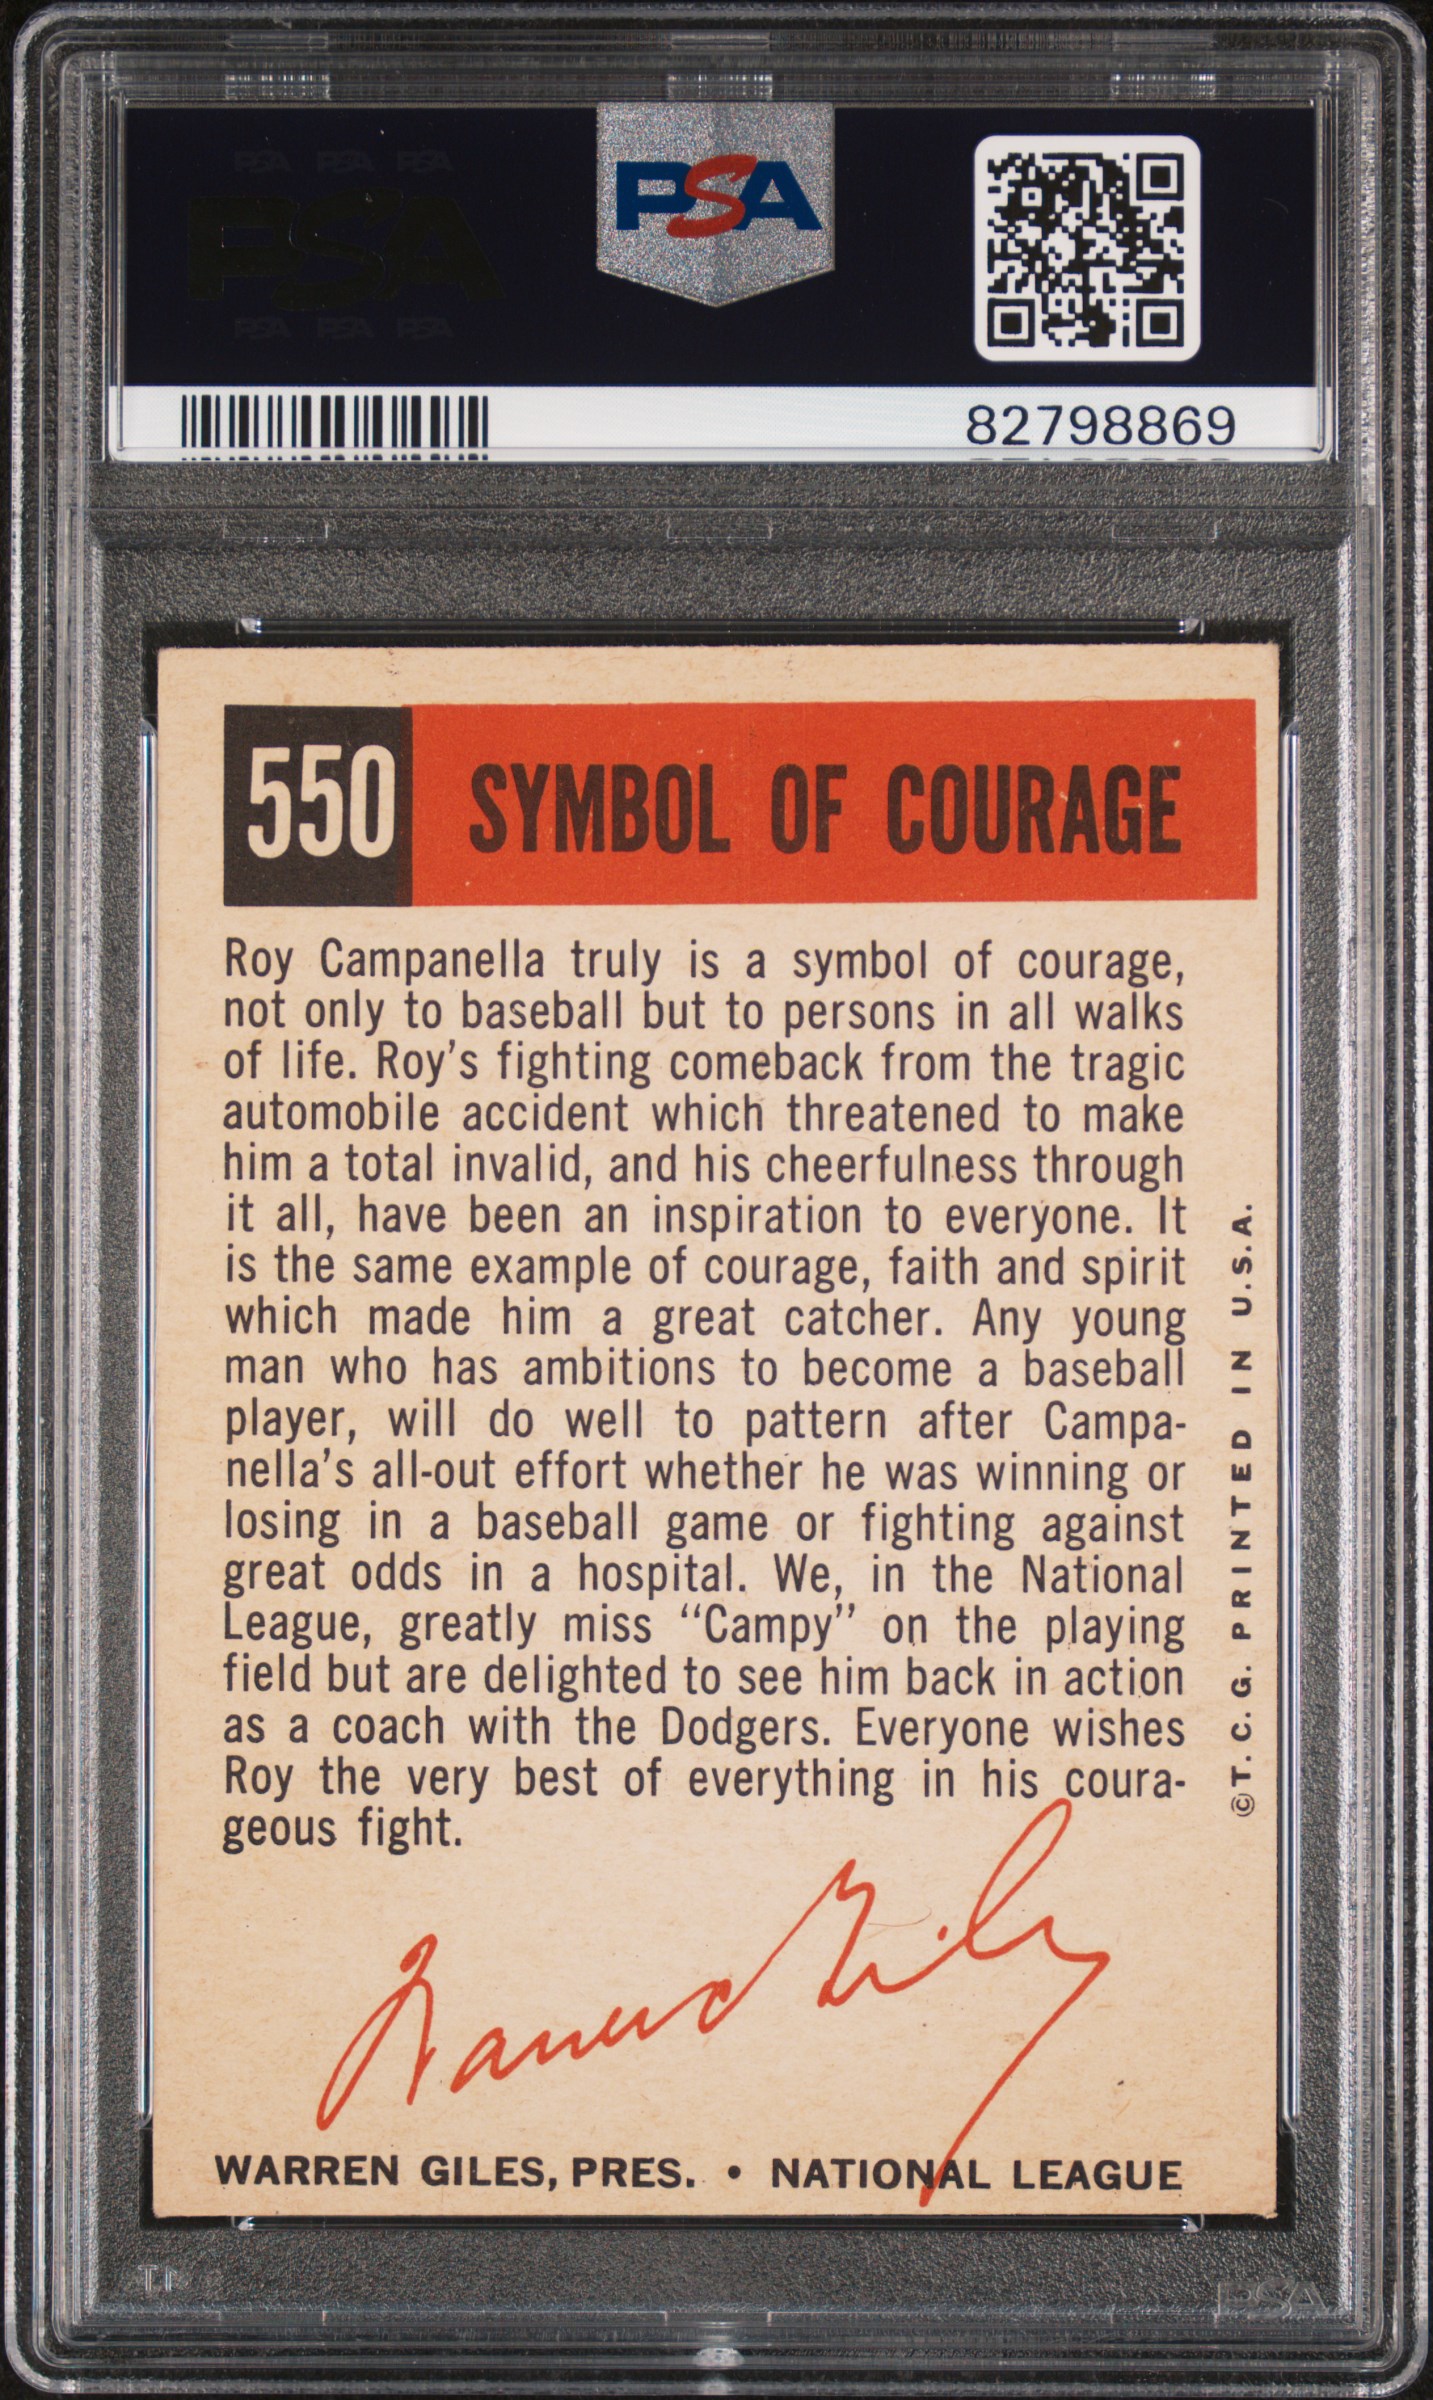 PSA PSA PSA
PSA
PSA PSA PSA
PSA
82798869
550 SYMBOL OF COURAGE
Roy Campanella truly is a symbol of courage,
not only to baseball but to persons in all walks
of life. Roy's fighting comeback from the tragic
automobile accident which threatened to make
him a total invalid, and his cheerfulness through
it all, have been an inspiration to everyone. It
is the same example of courage, faith and spirit
which made him a great catcher. Any young
man who has ambitions to become a baseball
player, will do well to pattern after Campa-
nella's all-out effort whether he was winning or
losing in a baseball game or fighting against
great odds in a hospital. We, in the National
League, greatly miss "Campy" on the playing
field but are delighted to see him back in action
as a coach with the Dodgers. Everyone wishes
Roy the very best of everything in his coura-
geous fight.
©T.C.G. PRINTED IN U.S.A.
Warren Giles
WARREN GILES, PRES. • NATIONAL LEAGUE
PSA